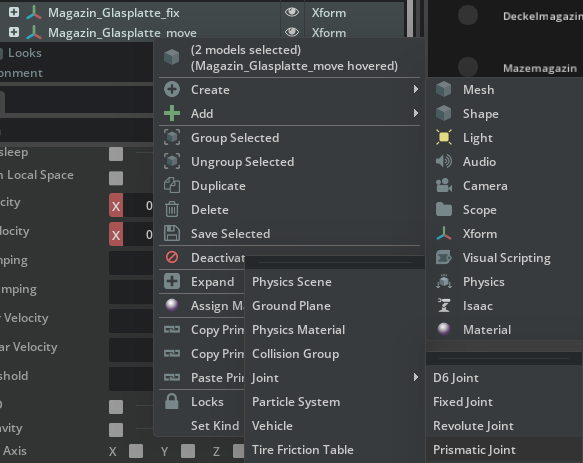 Magazin_Glasplatte_fix
Xform
Magazin_Glasplatte_move
Xform
Deckelmagazin
Mazemagazin
Looks
onment
sleep
n Local Space
city
X
0
locity
X
0
nping
mping
r Velocity
ar Velocity
shold
avity
Axis
X
Y
Z
(2 models selected)
(Magazin_Glasplatte_move hovered)
Create
Add
Group Selected
Ungroup Selected
Duplicate
Delete
Save Selected
Deactivat
Expand
Assign M
Copy Prim
Copy Prim
Paste Prim
Locks
Set Kind
Mesh
Shape
Light
Audio
Camera
Scope
Xform
Visual Scripting
Physics
Isaac
Material
Physics Scene
Ground Plane
Physics Material
Collision Group
Joint
Particle System
Vehicle
Tire Friction Table
D6 Joint
Fixed Joint
Revolute Joint
Prismatic Joint